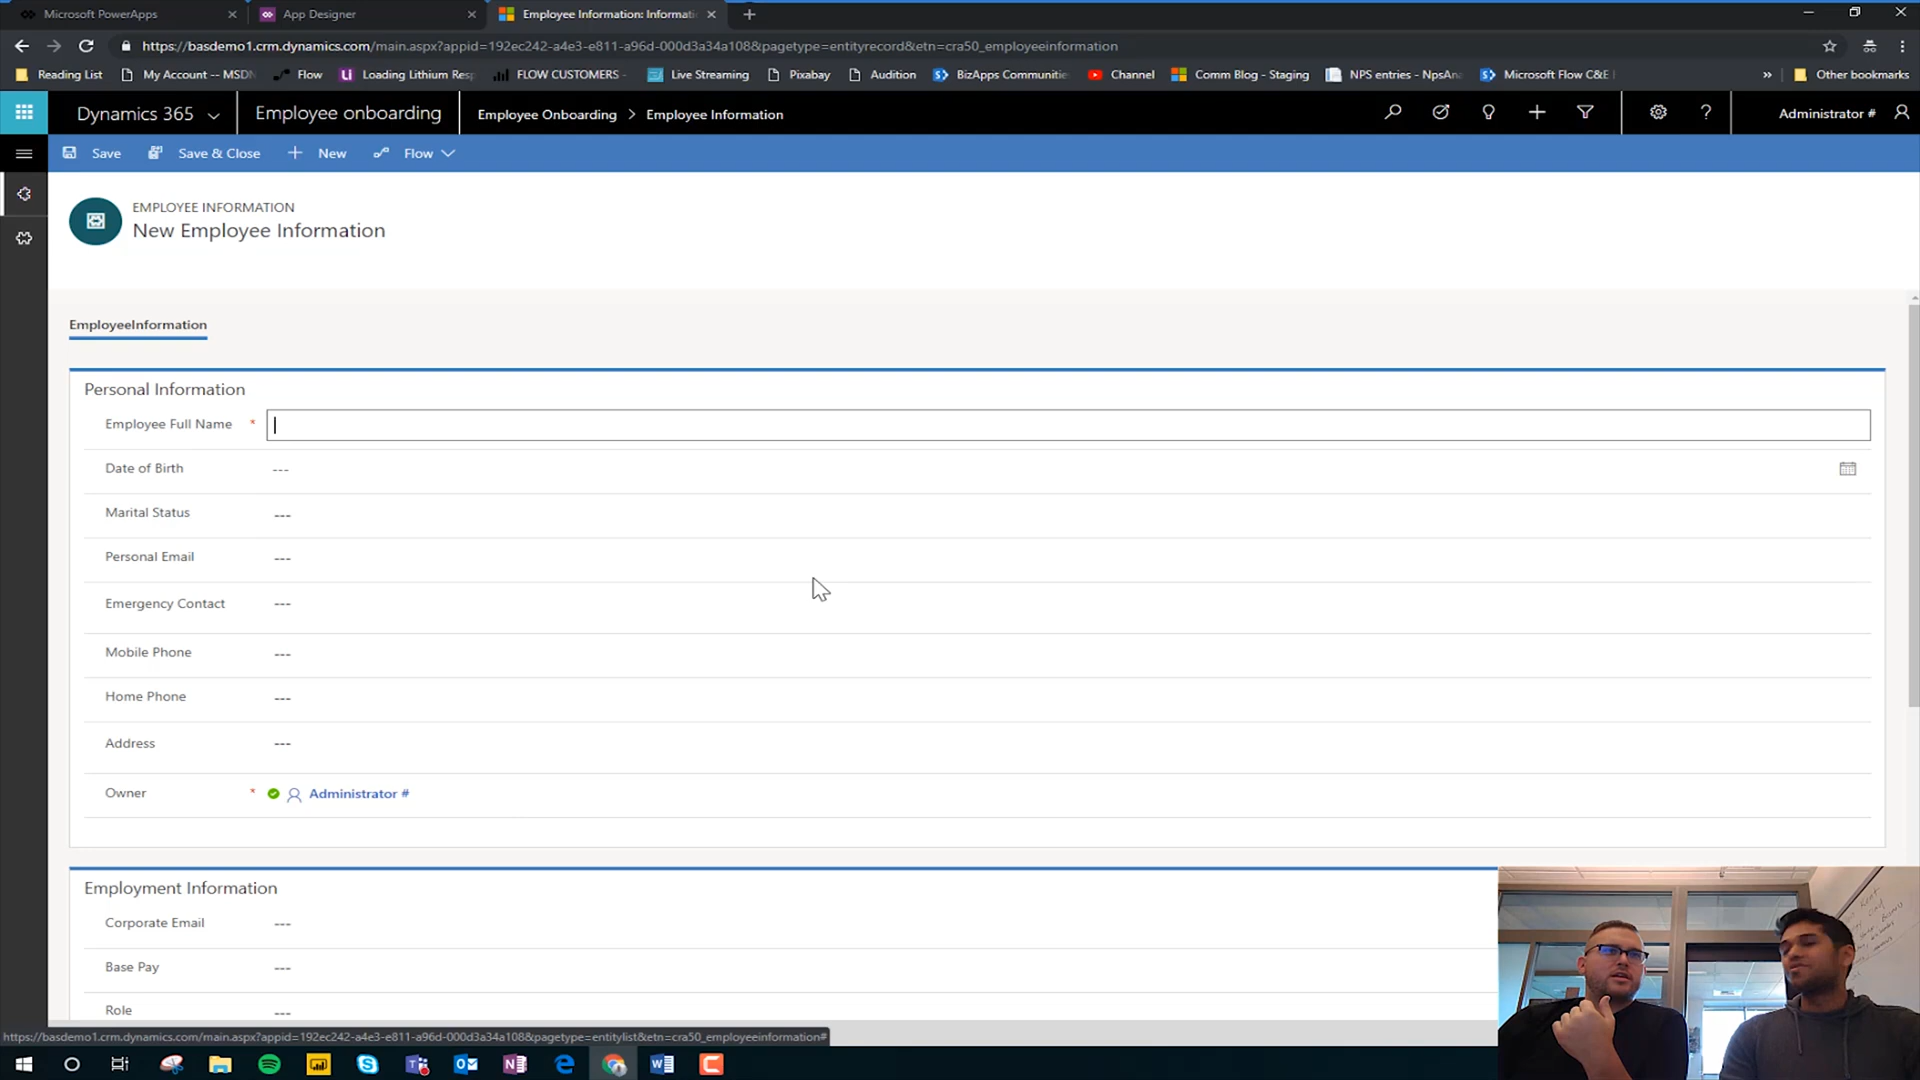 Microsoft PowerApps
App Designer
Employee Information: Informati
https://basdemo1.crm.dynamics.com/main.aspx?appid=192ec242-a4e3-e811-a96d-000d3a34a108&pagetype=entityrecord&etn=cra50_employeeinformation
Reading List
My Account -- MSDN
Flow
Loading Lithium Resp
FLOW CUSTOMERS -
Live Streaming
Pixabay
Audition
BizApps Communitie
Channel
Comm Blog - Staging
NPS entries - NpsAna
Microsoft Flow C&E
»
Other bookmarks
Dynamics 365
Employee onboarding
Employee Onboarding > Employee Information
Administrator #
Save
Save & Close
New
Flow
EMPLOYEE INFORMATION
New Employee Information
EmployeeInformation
Personal Information
Employee Full Name *
Date of Birth ---
Marital Status ---
Personal Email ---
Emergency Contact ---
Mobile Phone ---
Home Phone ---
Address ---
Owner * Administrator #
Employment Information
Corporate Email ---
Base Pay ---
Role ---
https://basdemo1.crm.dynamics.com/main.aspx?appid=192ec242-a4e3-e811-a96d-000d3a34a108&pagetype=entitylist&etn=cra50_employeeinformation#